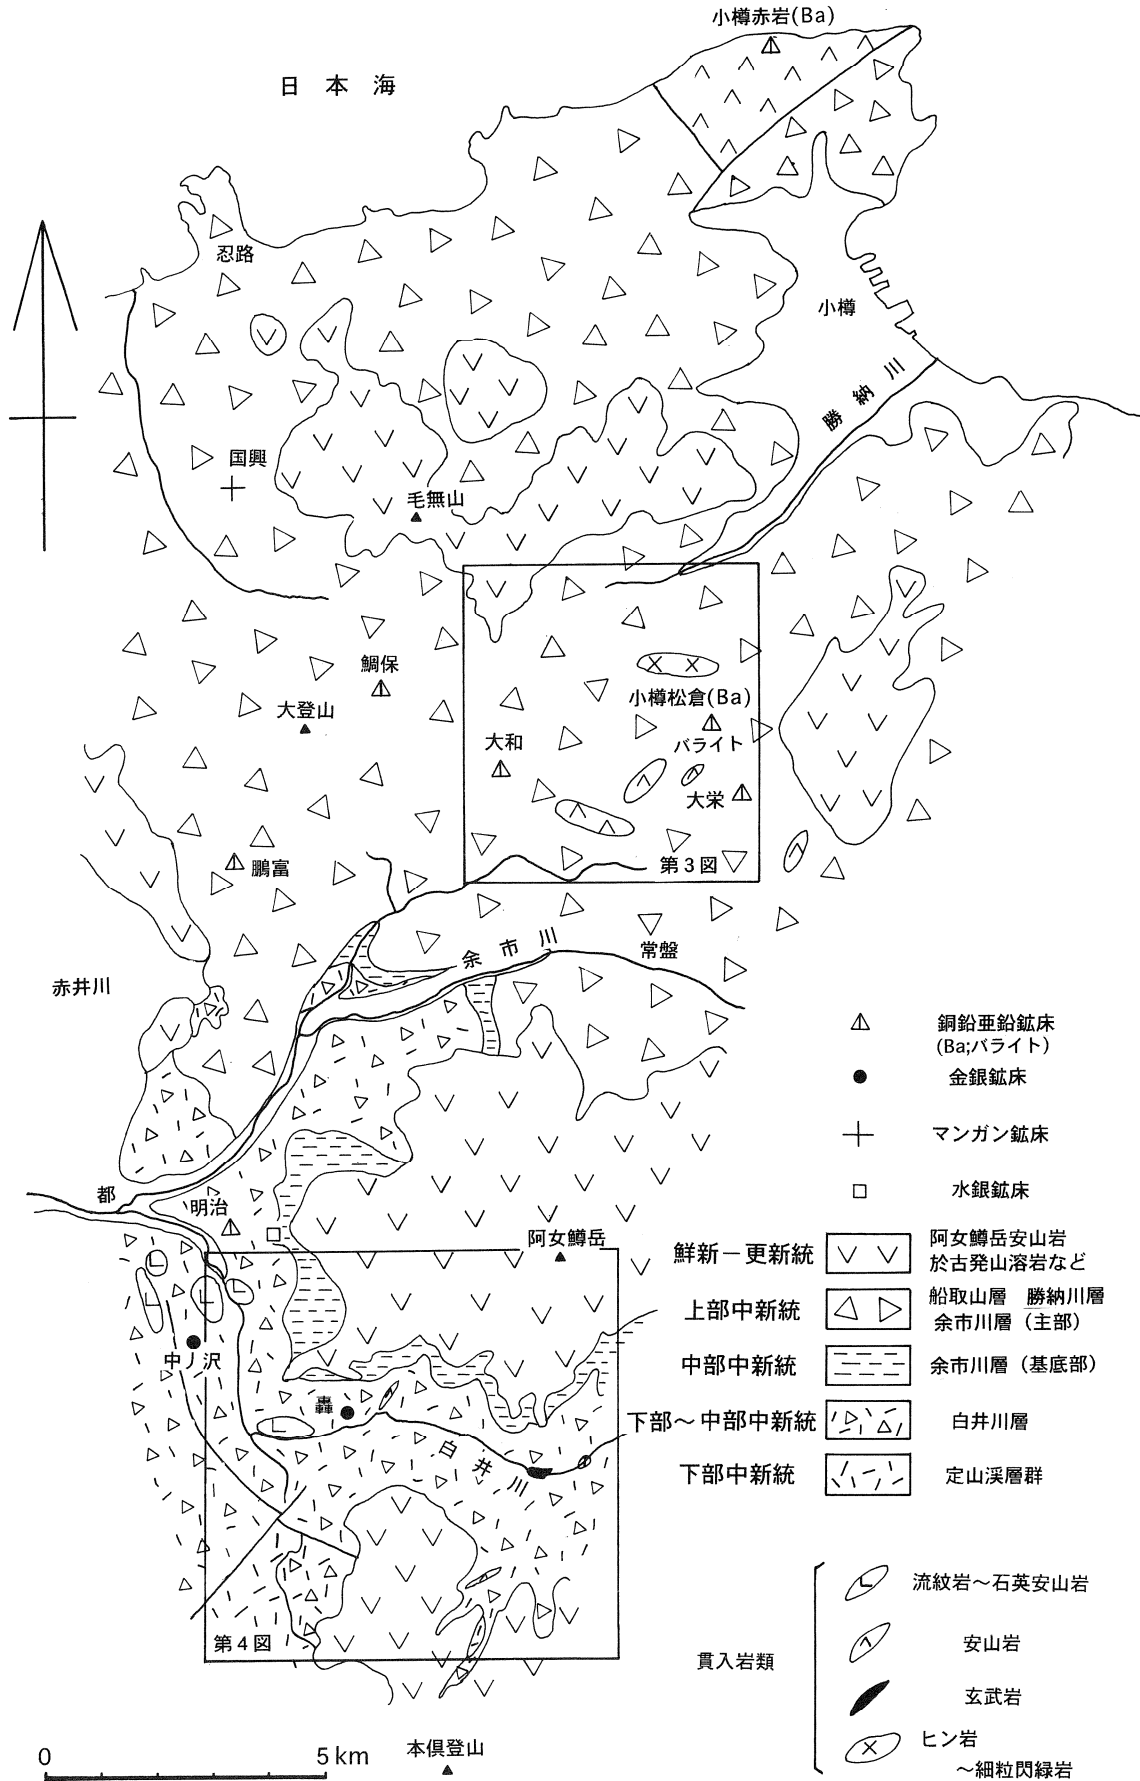 小樽赤岩(Ba)
日本海
忍路
小樽
勝納川
国興
毛無山
鯛保
大登山
小樽松倉(Ba)
バライト
大和
大栄
鵬富
第3図
余市川
常盤
赤井川
都
明治
阿女鱒岳
中ノ沢
轟
白井川
第4図
本倶登山
0 5km
銅鉛亜鉛鉱床
(Ba;バライト)
金銀鉱床
マンガン鉱床
水銀鉱床
鮮新－更新統
阿女鱒岳安山岩
於古発山溶岩など
上部中新統
船取山層 勝納川層
余市川層（主部）
中部中新統
余市川層（基底部）
下部～中部中新統
白井川層
下部中新統
定山渓層群
貫入岩類
流紋岩～石英安山岩
安山岩
玄武岩
ヒン岩
～細粒閃緑岩